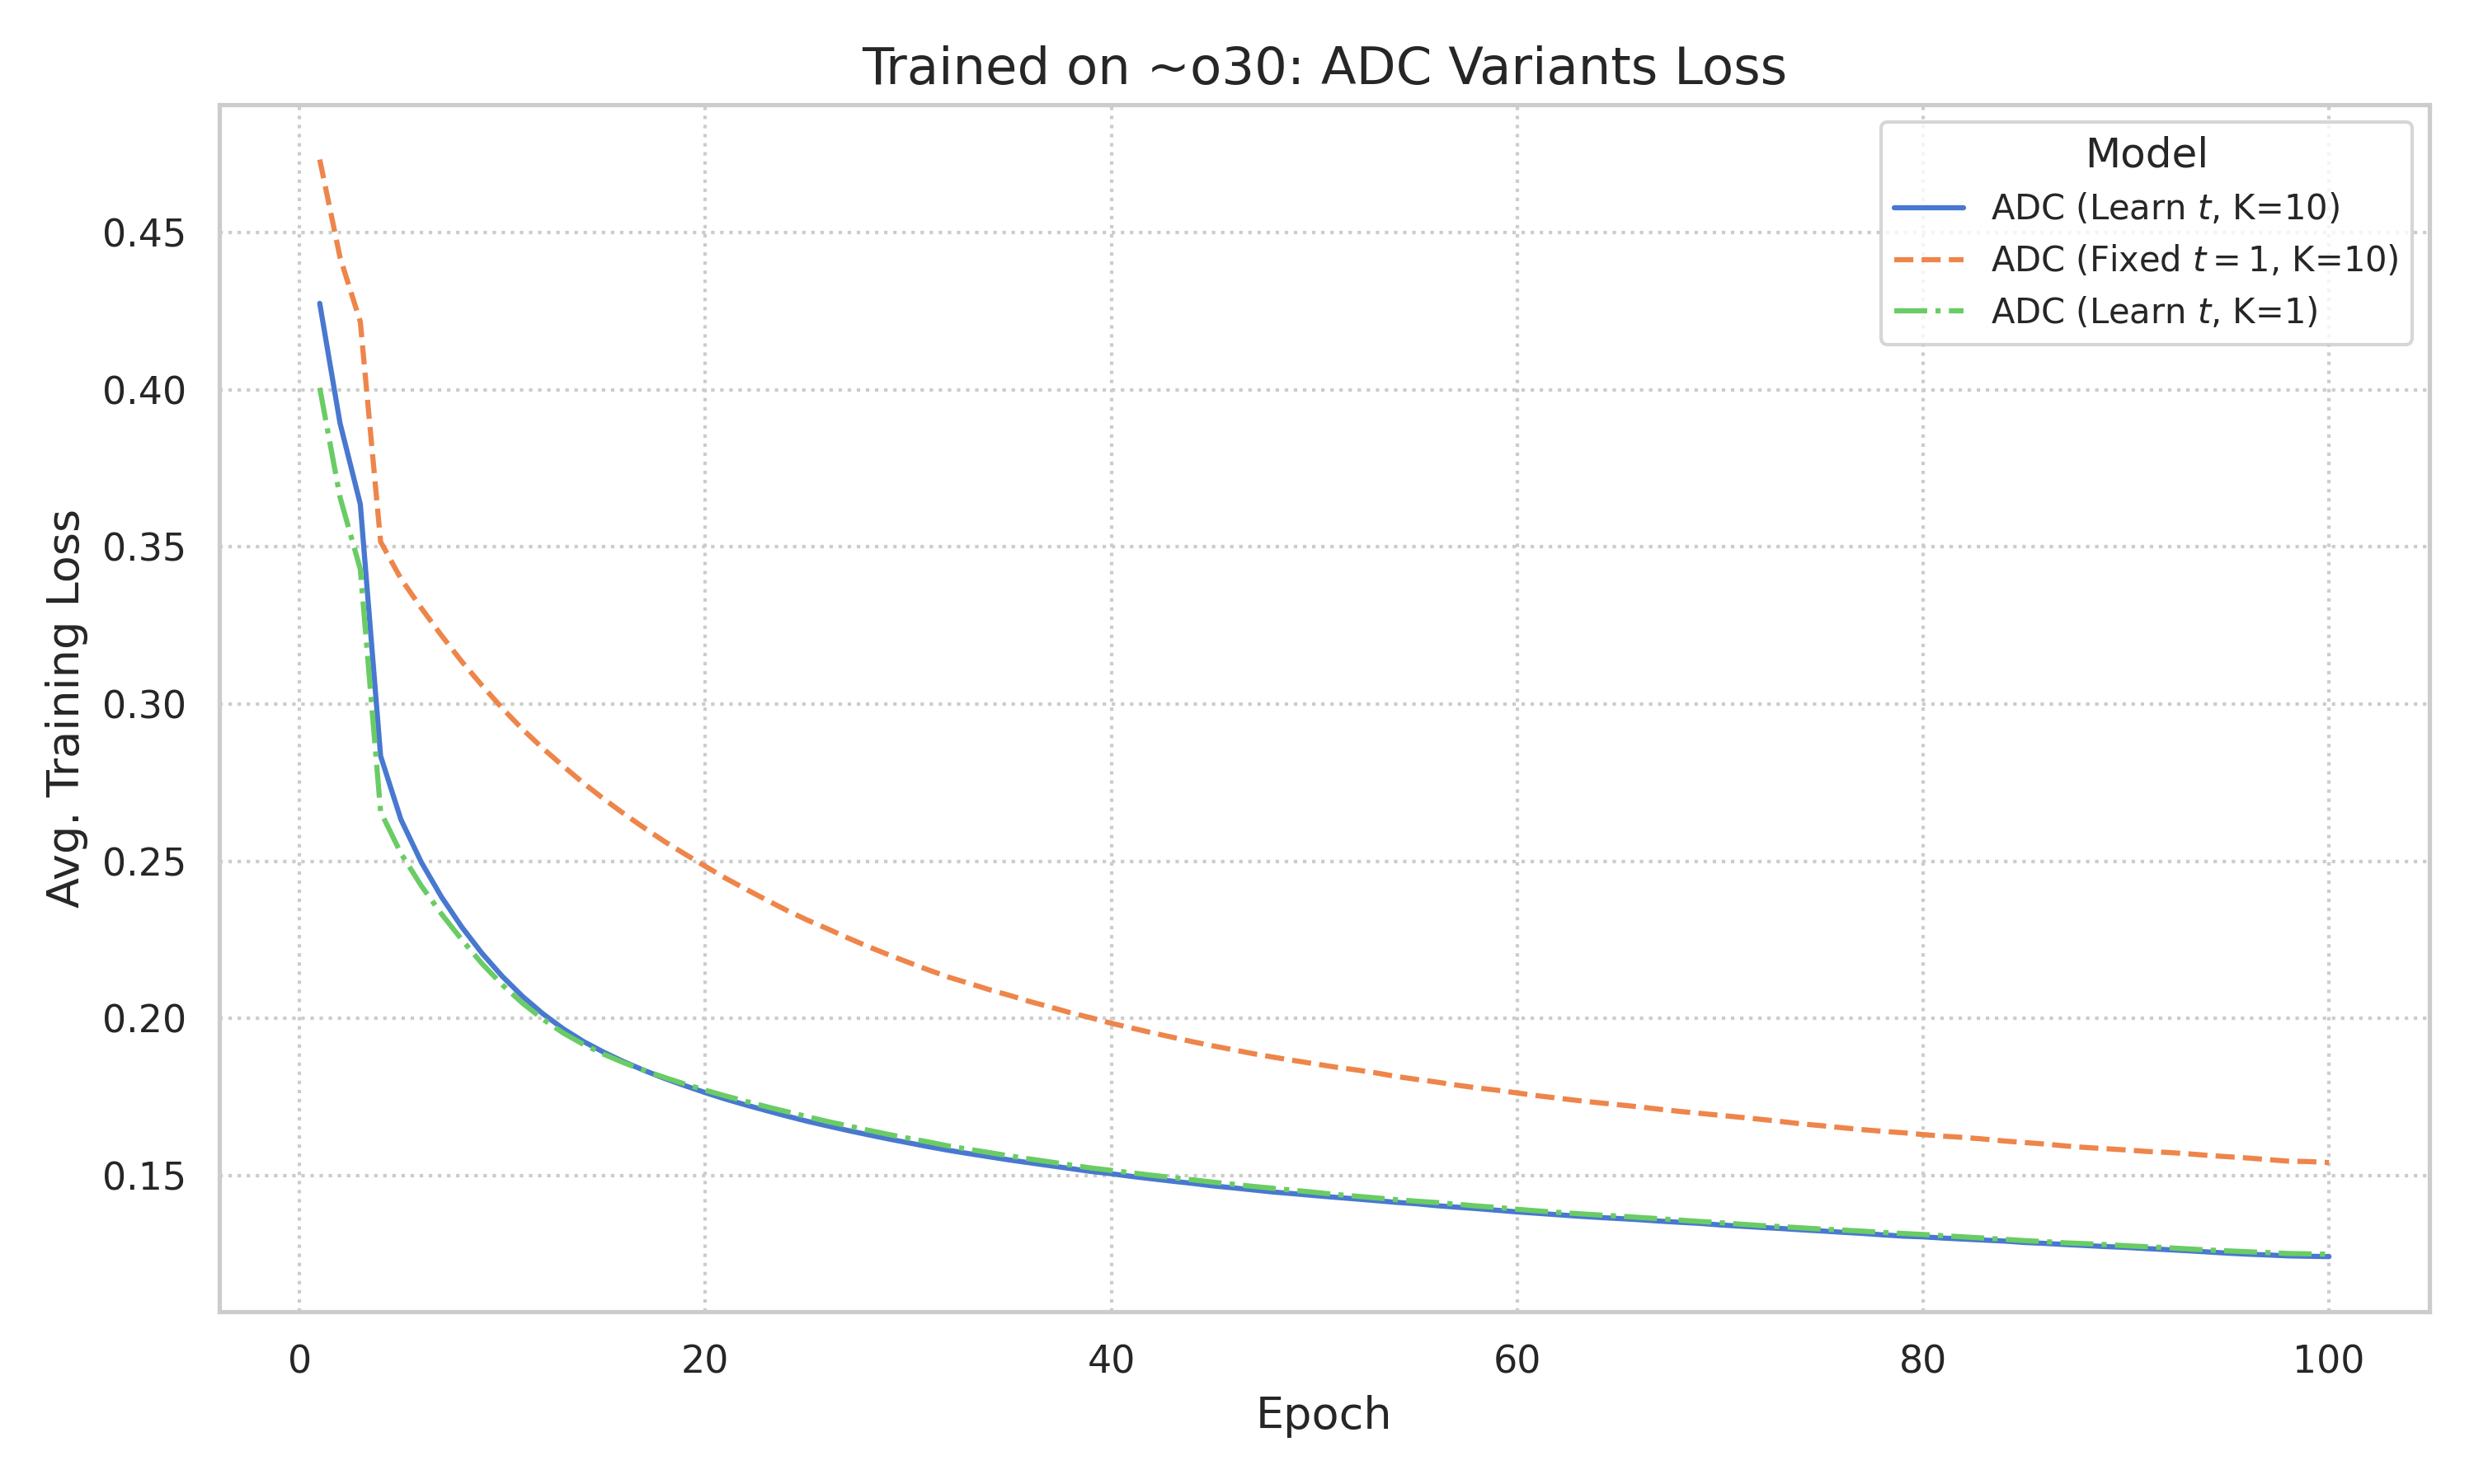 Trained on ~o30: ADC Variants Loss
Model
ADC (Learn t, K=10)
ADC (Fixed t = 1, K=10)
ADC (Learn t, K=1)
Avg. Training Loss
0.45
0.40
0.35
0.30
0.25
0.20
0.15
0 20 40 60 80 100
Epoch